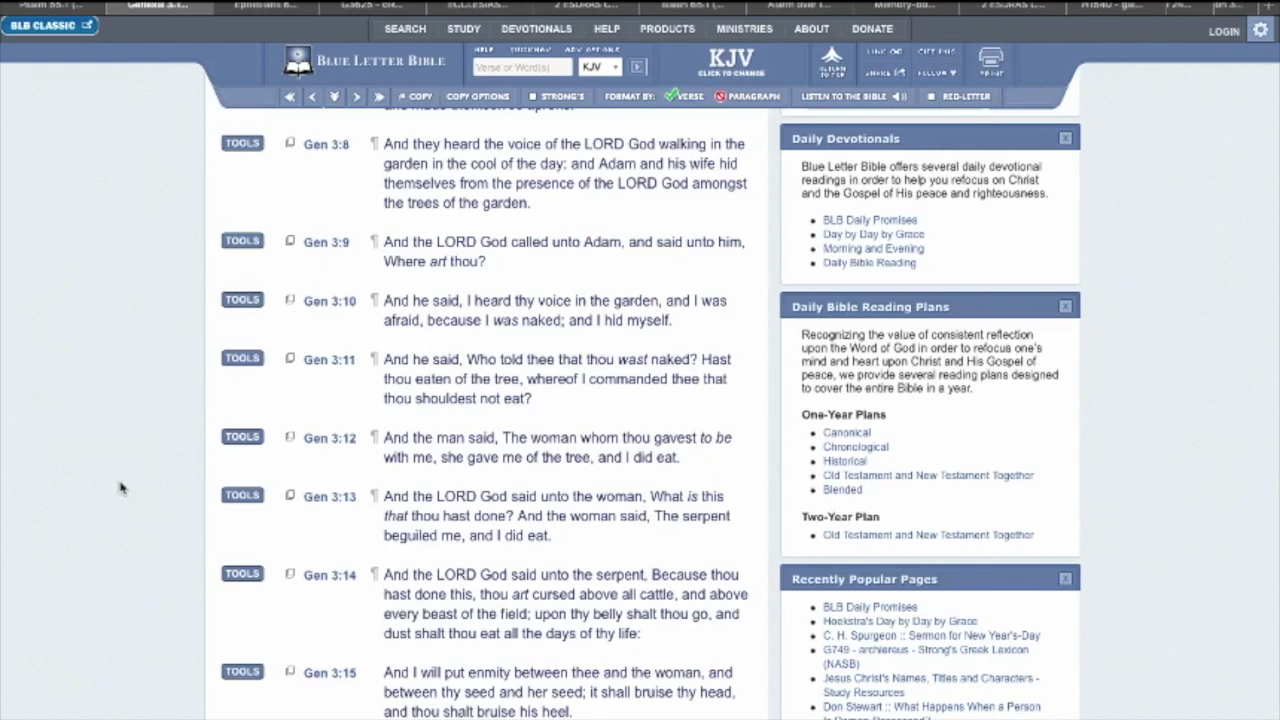 Genesis 3:1...
BLB CLASSIC
SEARCH STUDY DEVOTIONALS HELP PRODUCTS MINISTRIES ABOUT DONATE
LOGIN
BLUE LETTER BIBLE
HELP QUICKNAV ADV OPTIONS
Verse or Word(s) KJV
KJV
CLICK TO CHANGE
RETURN
TO TOP
LINK CITE THIS
SHARE FOLLOW
PRINT
COPY COPY OPTIONS STRONG'S FORMAT BY: VERSE PARAGRAPH LISTEN TO THE BIBLE RED-LETTER
TOOLS Gen 3:8 ¶ And they heard the voice of the LORD God walking in the
garden in the cool of the day: and Adam and his wife hid
themselves from the presence of the LORD God amongst
the trees of the garden.
TOOLS Gen 3:9 ¶ And the LORD God called unto Adam, and said unto him,
Where art thou?
TOOLS Gen 3:10 ¶ And he said, I heard thy voice in the garden, and I was
afraid, because I was naked; and I hid myself.
TOOLS Gen 3:11 ¶ And he said, Who told thee that thou wast naked? Hast
thou eaten of the tree, whereof I commanded thee that
thou shouldest not eat?
TOOLS Gen 3:12 ¶ And the man said, The woman whom thou gavest to be
with me, she gave me of the tree, and I did eat.
TOOLS Gen 3:13 ¶ And the LORD God said unto the woman, What is this
that thou hast done? And the woman said, The serpent
beguiled me, and I did eat.
TOOLS Gen 3:14 ¶ And the LORD God said unto the serpent, Because thou
hast done this, thou art cursed above all cattle, and above
every beast of the field; upon thy belly shalt thou go, and
dust shalt thou eat all the days of thy life:
TOOLS Gen 3:15 And I will put enmity between thee and the woman, and
between thy seed and her seed; it shall bruise thy head,
and thou shalt bruise his heel.
Daily Devotionals
Blue Letter Bible offers several daily devotional
readings in order to help you refocus on Christ
and the Gospel of His peace and righteousness.
BLB Daily Promises
Day by Day by Grace
Morning and Evening
Daily Bible Reading
Daily Bible Reading Plans
Recognizing the value of consistent reflection
upon the Word of God in order to refocus one's
mind and heart upon Christ and His Gospel of
peace, we provide several reading plans designed
to cover the entire Bible in a year.
One-Year Plans
Canonical
Chronological
Historical
Old Testament and New Testament Together
Blended
Two-Year Plan
Old Testament and New Testament Together
Recently Popular Pages
BLB Daily Promises
Hoekstra's Day by Day by Grace
C. H. Spurgeon :: Sermon for New Year's-Day
G749 - archiereus - Strong's Greek Lexicon
(NASB)
Jesus Christ's Names, Titles and Characters -
Study Resources
Don Stewart :: What Happens When a Person